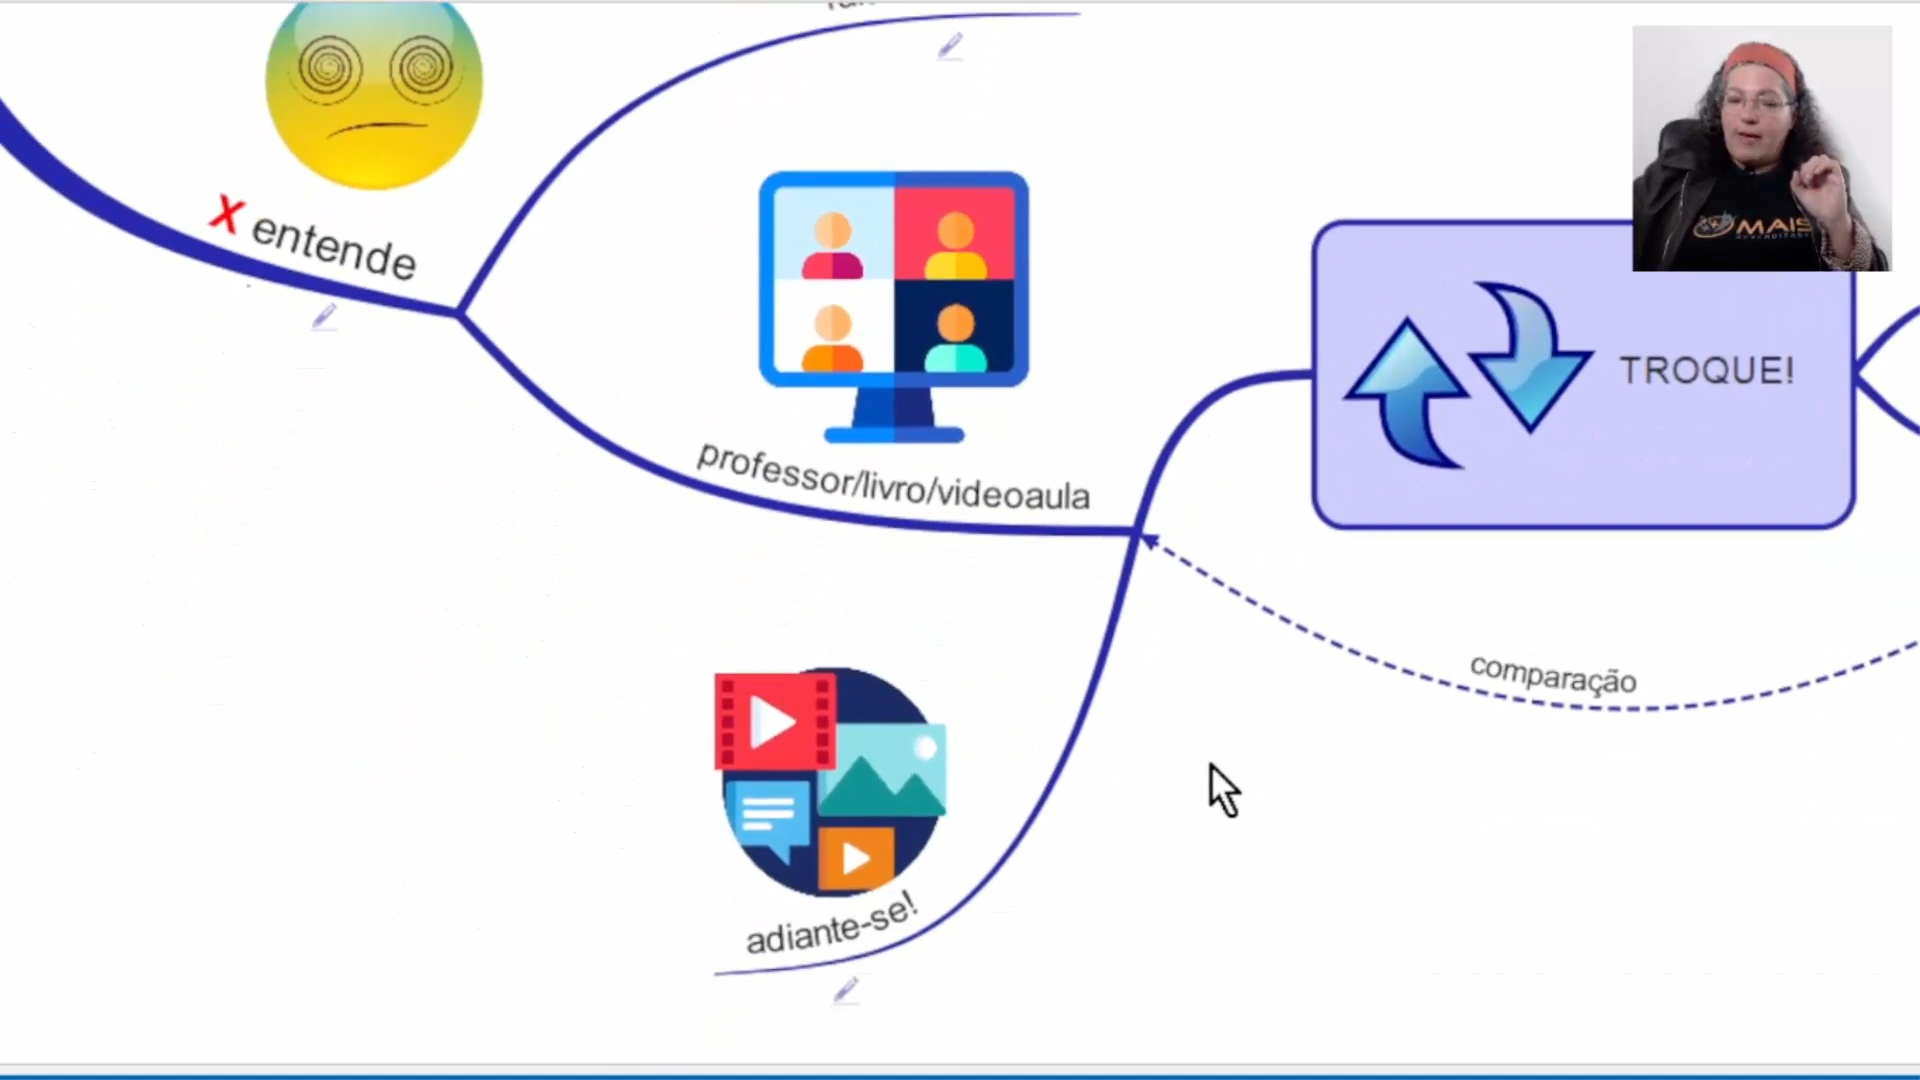 X entende
professor/livro/videoaula
MAIS
TROQUE!
comparação
adiante-se!